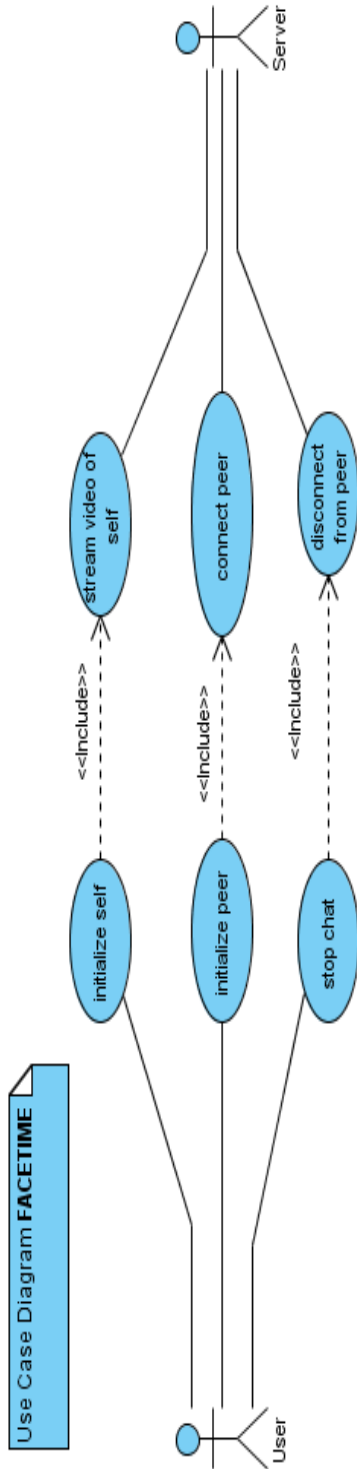 Use Case Diagram FACETIME
initialize self
<<Include>>
stream video of
self
User
initialize peer
<<Include>>
connect peer
Server
stop chat
<<Include>>
disconnect
from peer